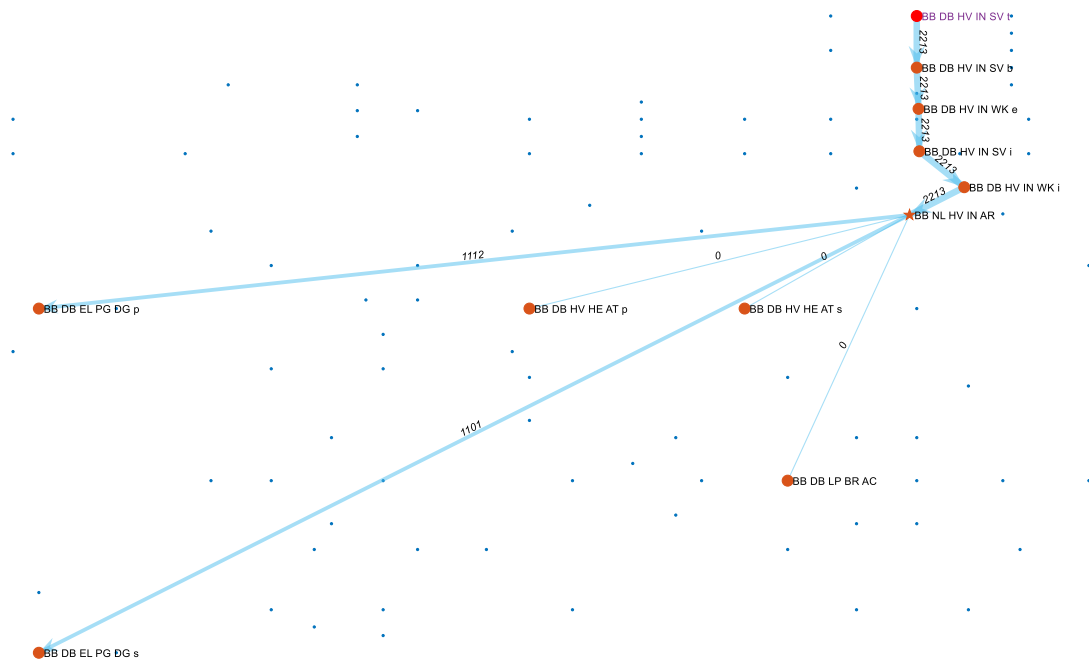 BB DB HV IN SV t
2213
BB DB HV IN SV b
2213
BB DB HV IN WK e
2213
BB DB HV IN SV i
2213
BB DB HV IN WK i
2213
BB NL HV IN AR
1112
0
0
BB DB EL PG DG p
BB DB HV HE AT p
BB DB HV HE AT s
0
1101
BB DB LP BR AC
BB DB EL PG DG s